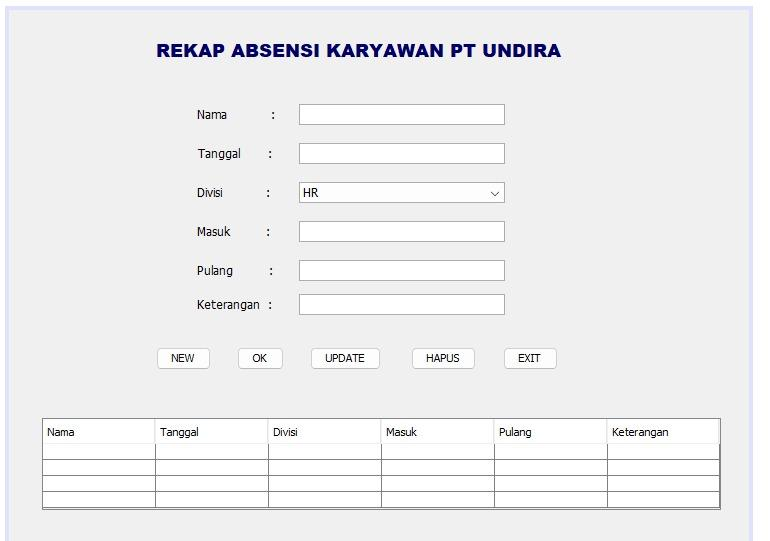 REKAP ABSENSI KARYAWAN PT UNDIRA
Nama :
Tanggal :
Divisi : HR
Masuk :
Pulang :
Keterangan :
NEW OK UPDATE HAPUS EXIT
Nama Tanggal Divisi Masuk Pulang Keterangan